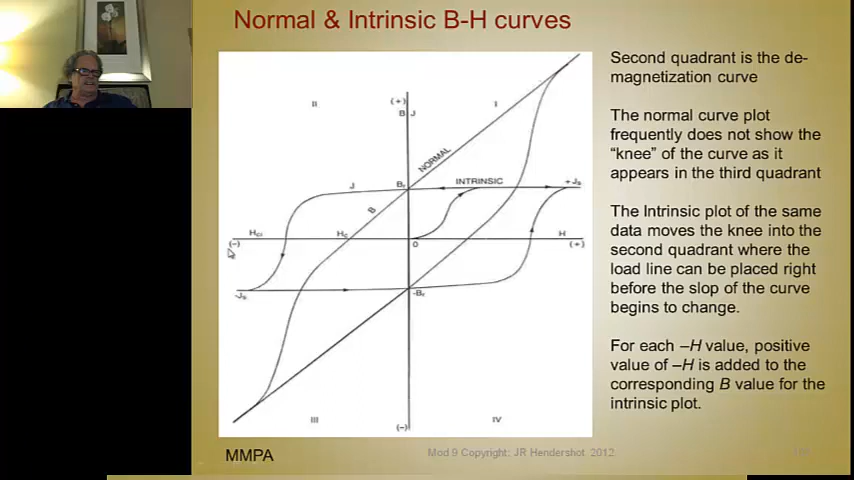 Normal & Intrinsic B-H curves
Second quadrant is the de-
magnetization curve
The normal curve plot
frequently does not show the
“knee” of the curve as it
appears in the third quadrant
The Intrinsic plot of the same
data moves the knee into the
second quadrant where the
load line can be placed right
before the slop of the curve
begins to change.
For each –H value, positive
value of –H is added to the
corresponding B value for the
intrinsic plot.
II
(+)
I
B J
NORMAL
J
Br
INTRINSIC
+Js
B
Hci
Hc
H
(-)
0
(+)
-Js
-Br
III
IV
(-)
MMPA
Mod 9 Copyright: JR Hendershot 2012